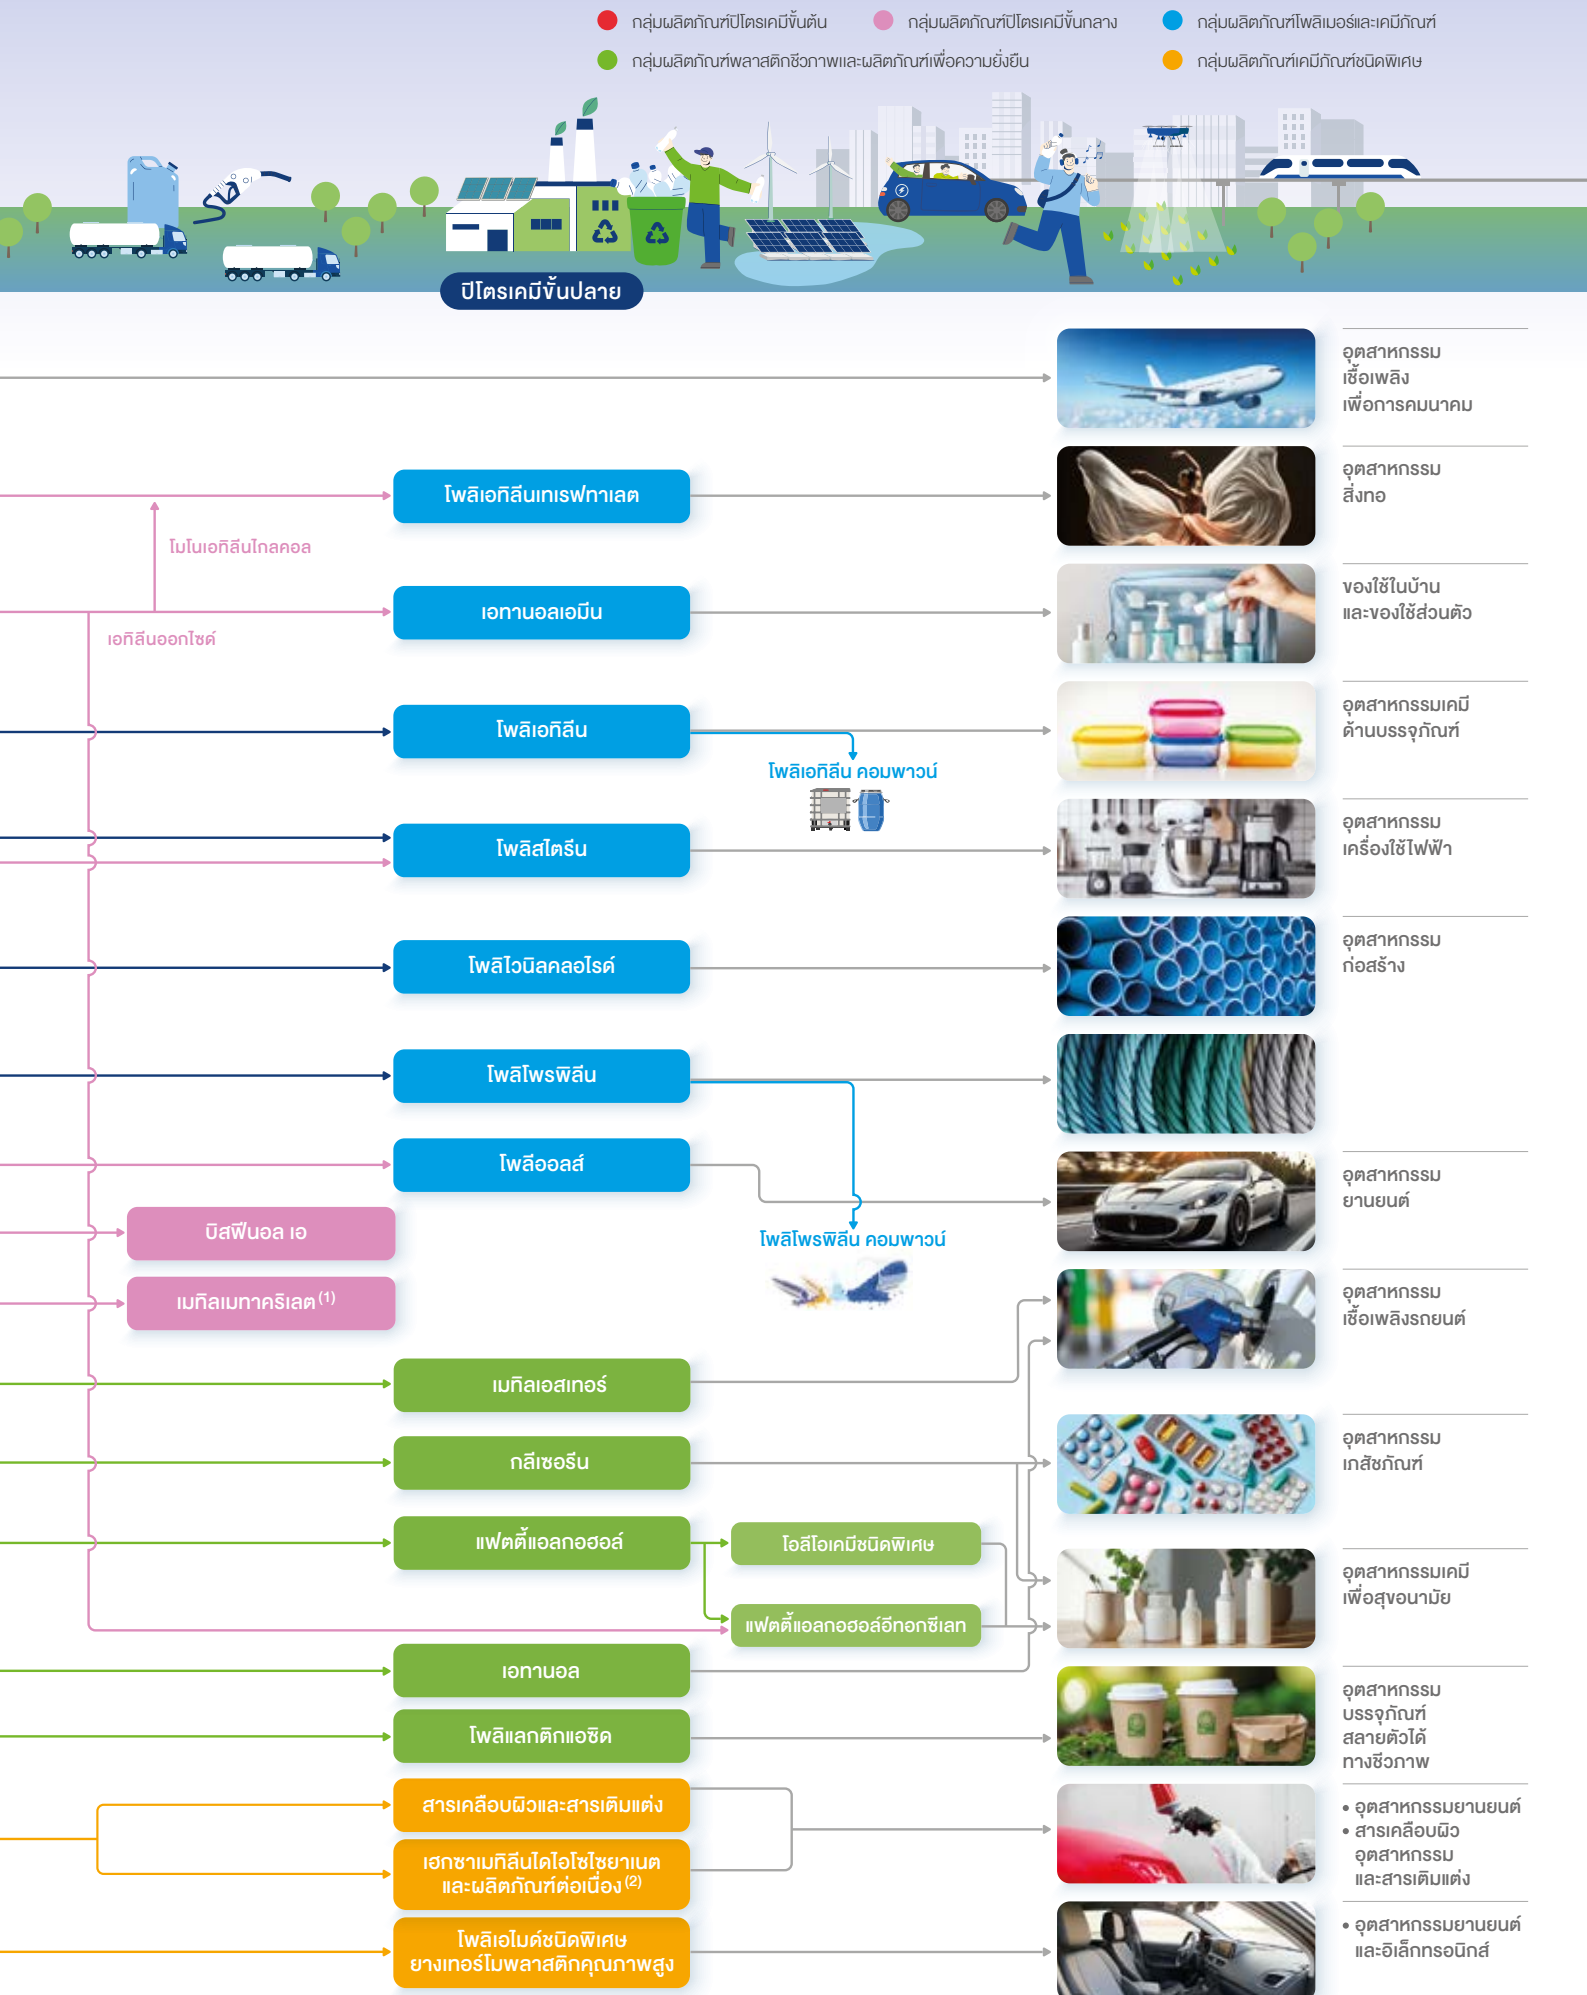 กลุ่มผลิตภัณฑ์ปิโตรเคมีขั้นต้น
กลุ่มผลิตภัณฑ์ปิโตรเคมีขั้นกลาง
กลุ่มผลิตภัณฑ์โพลิเมอร์และเคมีภัณฑ์
กลุ่มผลิตภัณฑ์พลาสติกชีวภาพและผลิตภัณฑ์เพื่อความยั่งยืน
กลุ่มผลิตภัณฑ์เคมีภัณฑ์ชนิดพิเศษ
ปิโตรเคมีขั้นปลาย
อุตสาหกรรม
เชื้อเพลิง
เพื่อการคมนาคม
โพลิเอทิลีนเทเรฟทาเลต
อุตสาหกรรม
สิ่งทอ
โมโนเอทิลีนไกลคอล
เอทานอลเอมีน
ของใช้ในบ้าน
และของใช้ส่วนตัว
เอทิลีนออกไซด์
โพลิเอทิลีน
อุตสาหกรรมเคมี
ด้านบรรจุภัณฑ์
โพลิเอทิลีน คอมพาวน์
โพลิสไตรีน
อุตสาหกรรม
เครื่องใช้ไฟฟ้า
โพลิไวนิลคลอไรด์
อุตสาหกรรม
ก่อสร้าง
โพลิโพรพิลีน
โพลีออลส์
อุตสาหกรรม
ยานยนต์
บิสฟีนอล เอ
โพลิโพรพิลีน คอมพาวน์
เมทิลเมทาคริเลต(1)
อุตสาหกรรม
เชื้อเพลิงรถยนต์
เมทิลเอสเทอร์
กลีเซอรีน
อุตสาหกรรม
เภสัชภัณฑ์
แฟตตี้แอลกอฮอล์
โอลีโอเคมีชนิดพิเศษ
อุตสาหกรรมเคมี
เพื่อสุขอนามัย
แฟตตี้แอลกอฮอล์อีทอกซีเลท
เอทานอล
โพลิแลกติกแอซิด
อุตสาหกรรม
บรรจุภัณฑ์
สลายตัวได้
ทางชีวภาพ
สารเคลือบผิวและสารเติมแต่ง
• อุตสาหกรรมยานยนต์
• สารเคลือบผิว
อุตสาหกรรม
และสารเติมแต่ง
เฮกซาเมทิลีนไดไอโซไซยาเนต
และผลิตภัณฑ์ต่อเนื่อง(2)
โพลิเอไมด์ชนิดพิเศษ
ยางเทอร์โมพลาสติกคุณภาพสูง
• อุตสาหกรรมยานยนต์
และอิเล็กทรอนิกส์